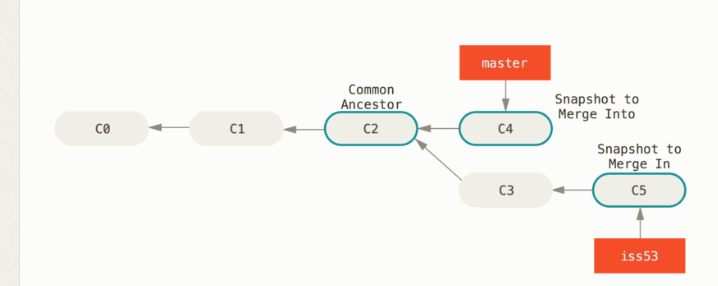 master
Common
Ancestor
Snapshot to
Merge Into
C0
C1
C2
C4
Snapshot to
Merge In
C3
C5
iss53